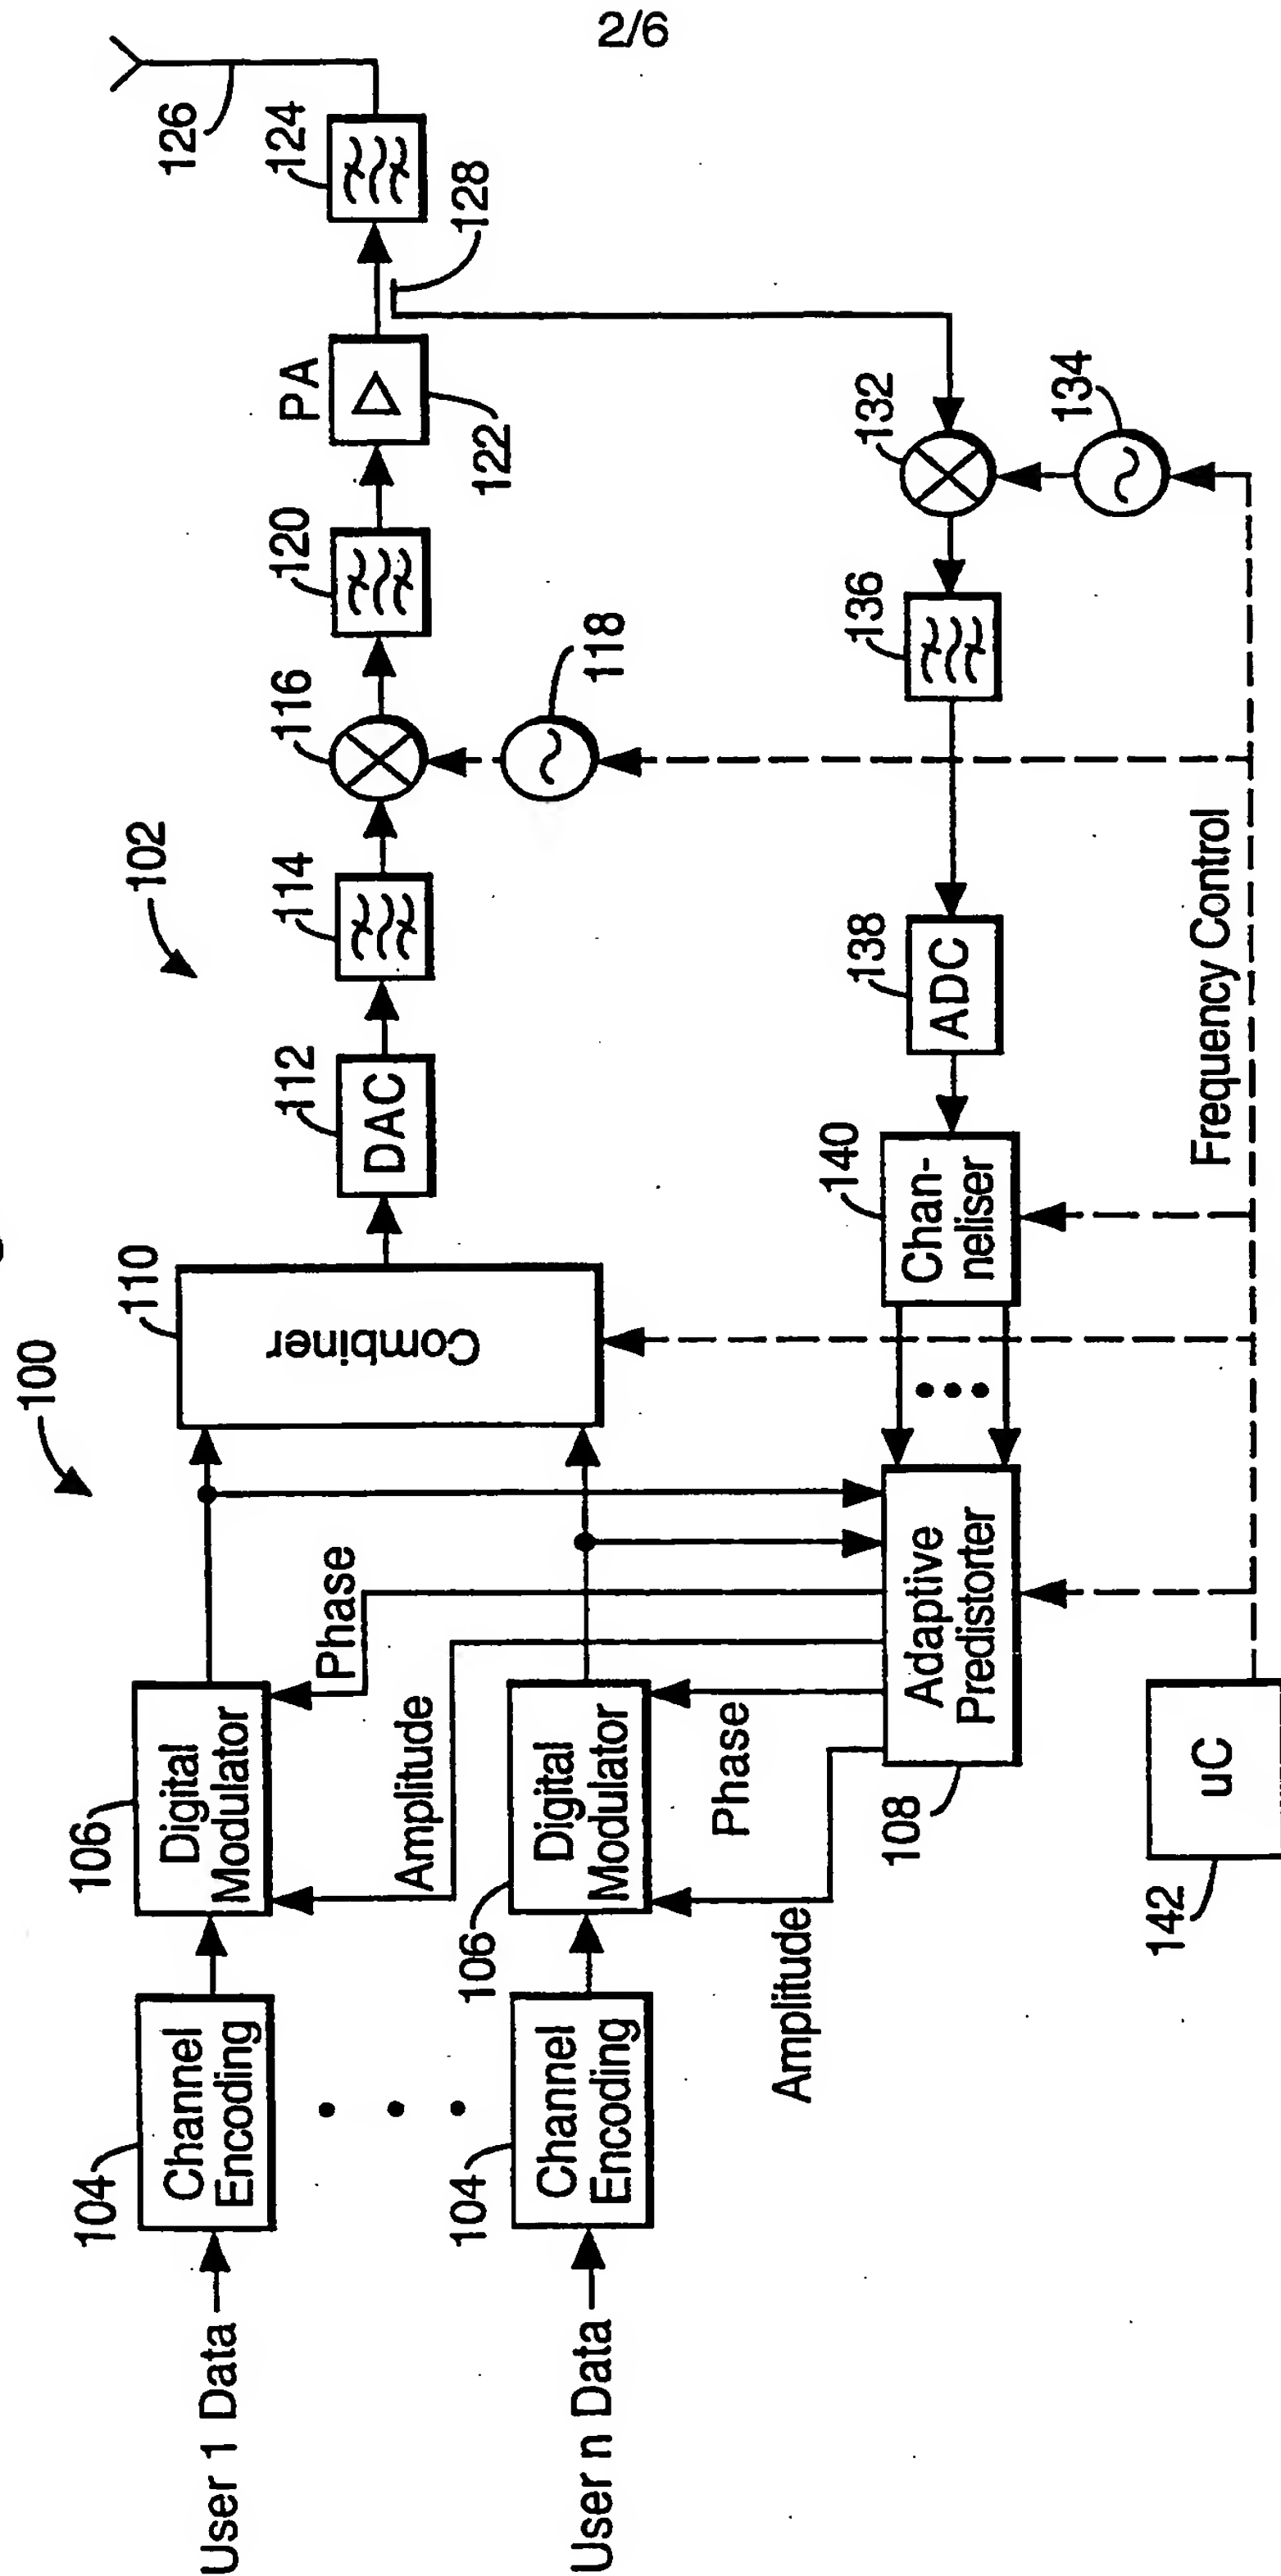 2/6
100
102
User 1 Data
104
Channel
Encoding
106
Digital
Modulator
Phase
Amplitude
110
Combiner
112
DAC
114
116
118
120
PA
122
124
126
128
User n Data
104
Channel
Encoding
106
Digital
Modulator
Phase
Amplitude
108
Adaptive
Predistorter
140
Chan-
neliser
138
ADC
136
132
134
Frequency Control
142
uC